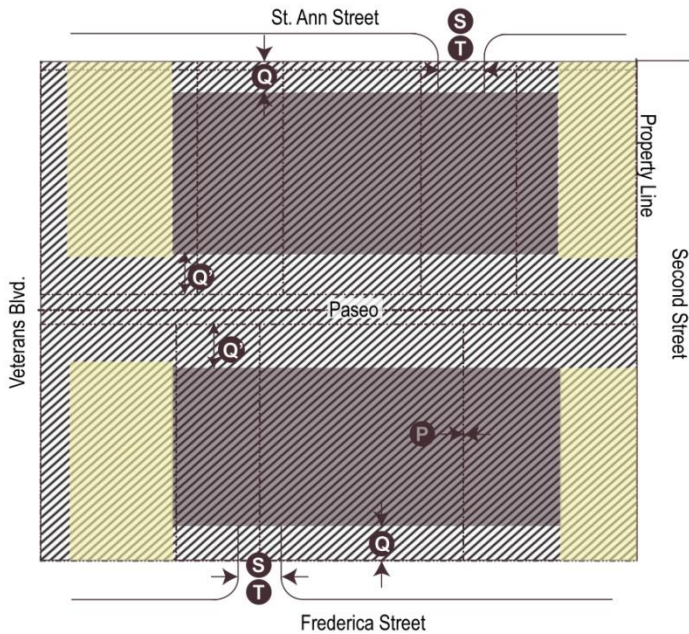 St. Ann Street
S
T
Q
Property Line
Q'
Veterans Blvd.
Paseo
Second Street
Q'
P
Q
S
T
Frederica Street